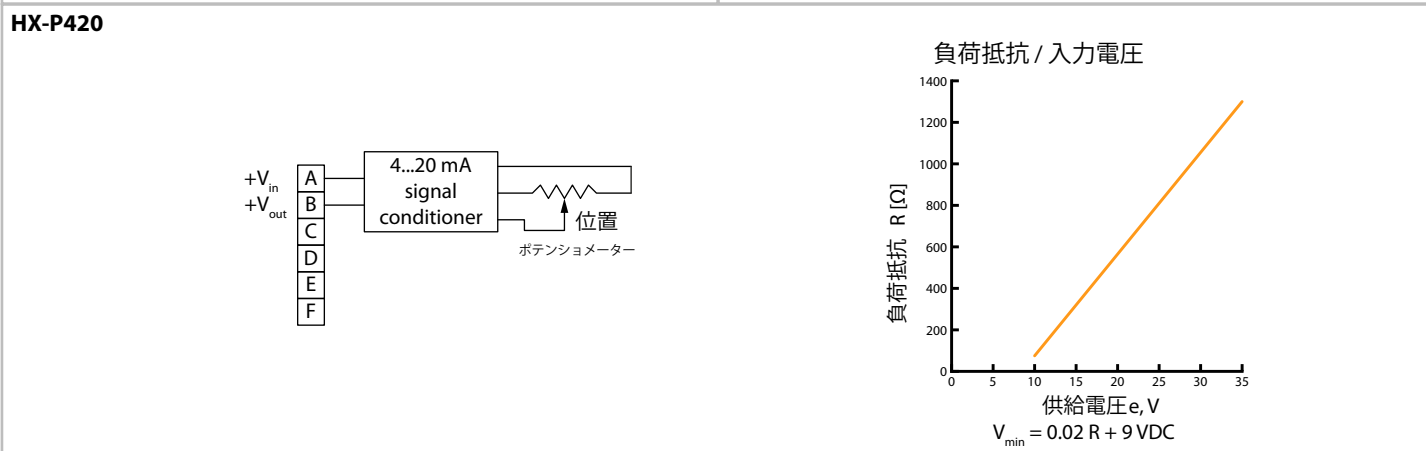 HX-P420
+Vin
+Vout
A
B
C
D
E
F
4...20 mA
signal
conditioner
位置
ポテンショメーター
負荷抵抗 / 入力電圧
負荷抵抗 R [Ω]
1400
1200
1000
800
600
400
200
0
0 5 10 15 20 25 30 35
供給電圧e, V
Vmin = 0.02 R + 9 VDC